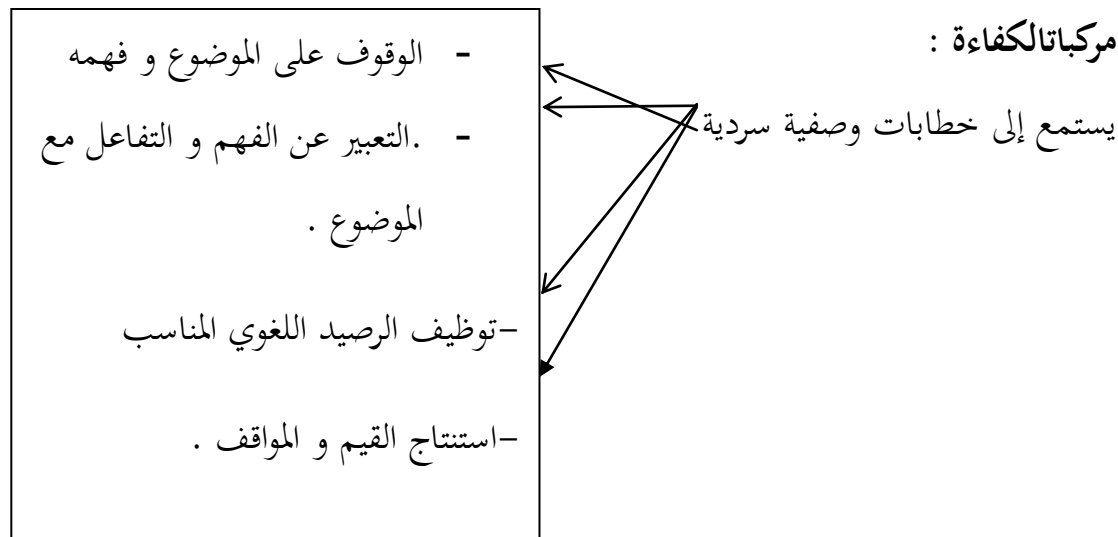 مركباتالكفاءة :
يستمع إلى خطابات وصفية سردية
- الوقوف على الموضوع و فهمه
- .التعبير عن الفهم و التفاعل مع
الموضوع .
-توظيف الرصيد اللغوي المناسب
-استنتاج القيم و المواقف .